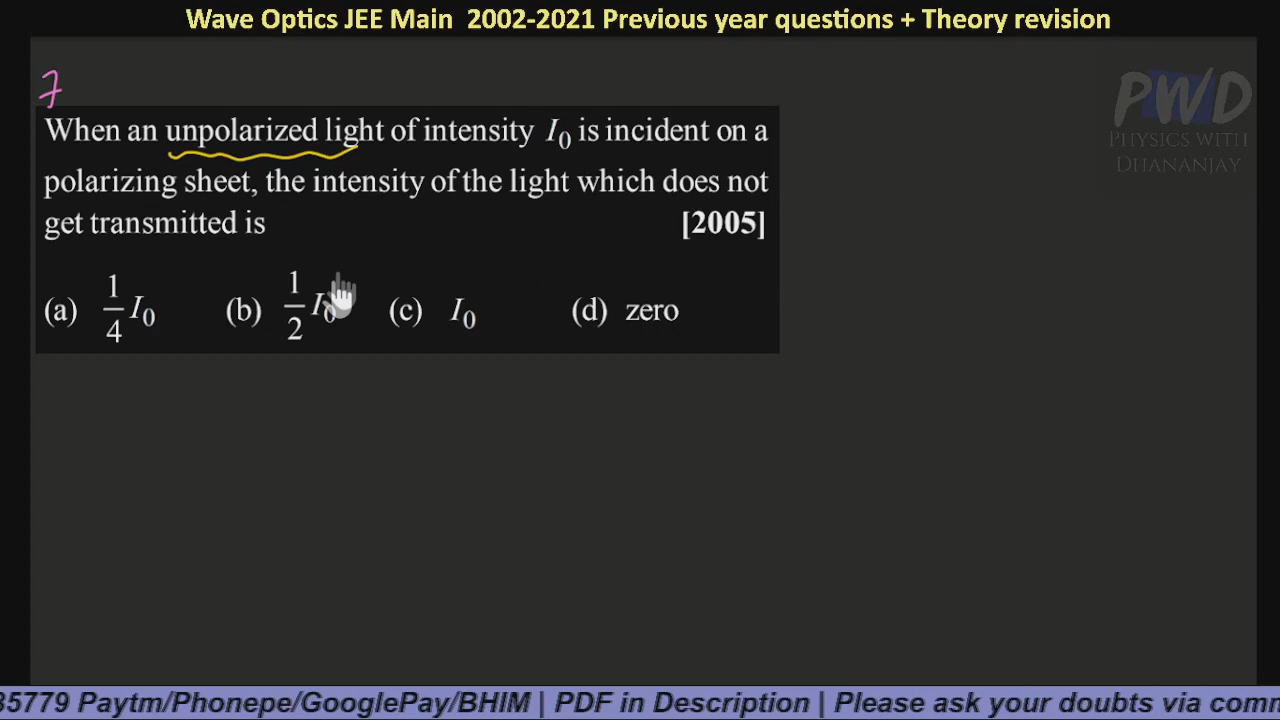 Wave Optics JEE Main 2002-2021 Previous year questions + Theory revision
PWD
PHYSICS WITH
DHANANJAY
7
When an unpolarized light of intensity I₀ is incident on a
polarizing sheet, the intensity of the light which does not
get transmitted is [2005]
(a) 1/4 I₀ (b) 1/2 I₀ (c) I₀ (d) zero
35779 Paytm/Phonepe/GooglePay/BHIM | PDF in Description | Please ask your doubts via comm